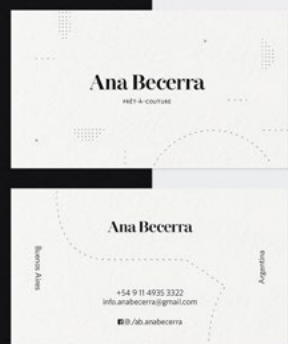 Ana Becerra
PRÊT-À-COUTURE
Ana Becerra
Buenos Aires
Argentina
+54 9 11 4935 3322
info.anabecerra@gmail.com
@/ab.anabecerra